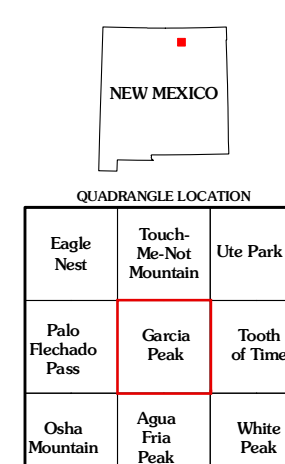 NEW MEXICO
QUADRANGLE LOCATION
Eagle
Nest
Touch-
Me-Not
Mountain
Ute Park
Palo
Flechado
Pass
Garcia
Peak
Tooth
of Time
Osha
Mountain
Agua
Fria
Peak
White
Peak